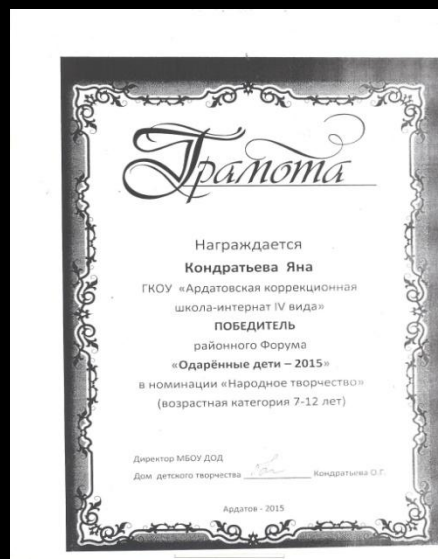 Грамота
Награждается
Кондратьева Яна
ГКОУ «Ардатовская коррекционная
школа-интернат IV вида»
ПОБЕДИТЕЛЬ
районного Форума
«Одарённые дети – 2015»
в номинации «Народное творчество»
(возрастная категория 7-12 лет)
Директор МБОУ ДОД
Дом детского творчества Кондратьева О.Г.
Ардатов - 2015